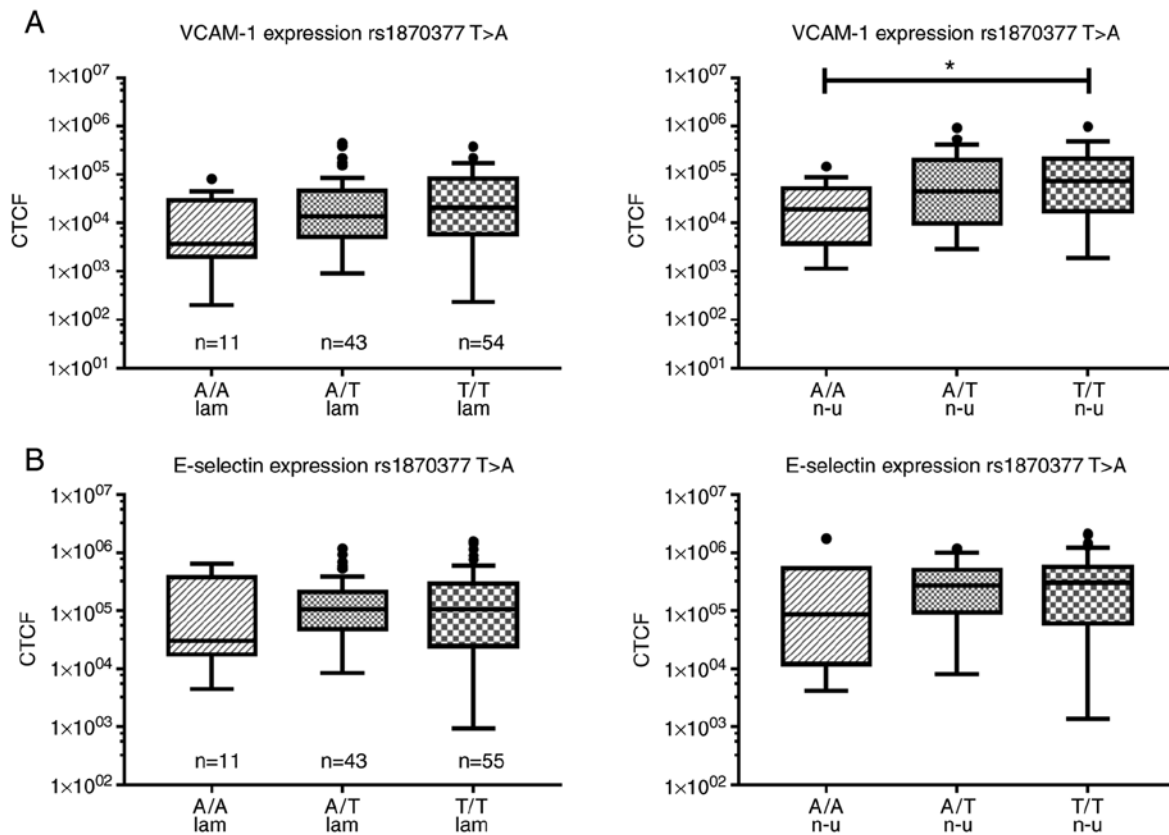 A
VCAM-1 expression rs1870377 T>A
CTCF
1×10⁰⁷
1×10⁰⁶
1×10⁰⁵
1×10⁰⁴
1×10⁰³
1×10⁰²
1×10⁰¹
n=11 n=43 n=54
A/A A/T T/T
lam lam lam
VCAM-1 expression rs1870377 T>A
*
CTCF
1×10⁰⁷
1×10⁰⁶
1×10⁰⁵
1×10⁰⁴
1×10⁰³
1×10⁰²
1×10⁰¹
A/A A/T T/T
n-u n-u n-u
B
E-selectin expression rs1870377 T>A
CTCF
1×10⁰⁷
1×10⁰⁶
1×10⁰⁵
1×10⁰⁴
1×10⁰³
1×10⁰²
n=11 n=43 n=55
A/A A/T T/T
lam lam lam
E-selectin expression rs1870377 T>A
CTCF
1×10⁰⁷
1×10⁰⁶
1×10⁰⁵
1×10⁰⁴
1×10⁰³
1×10⁰²
A/A A/T T/T
n-u n-u n-u